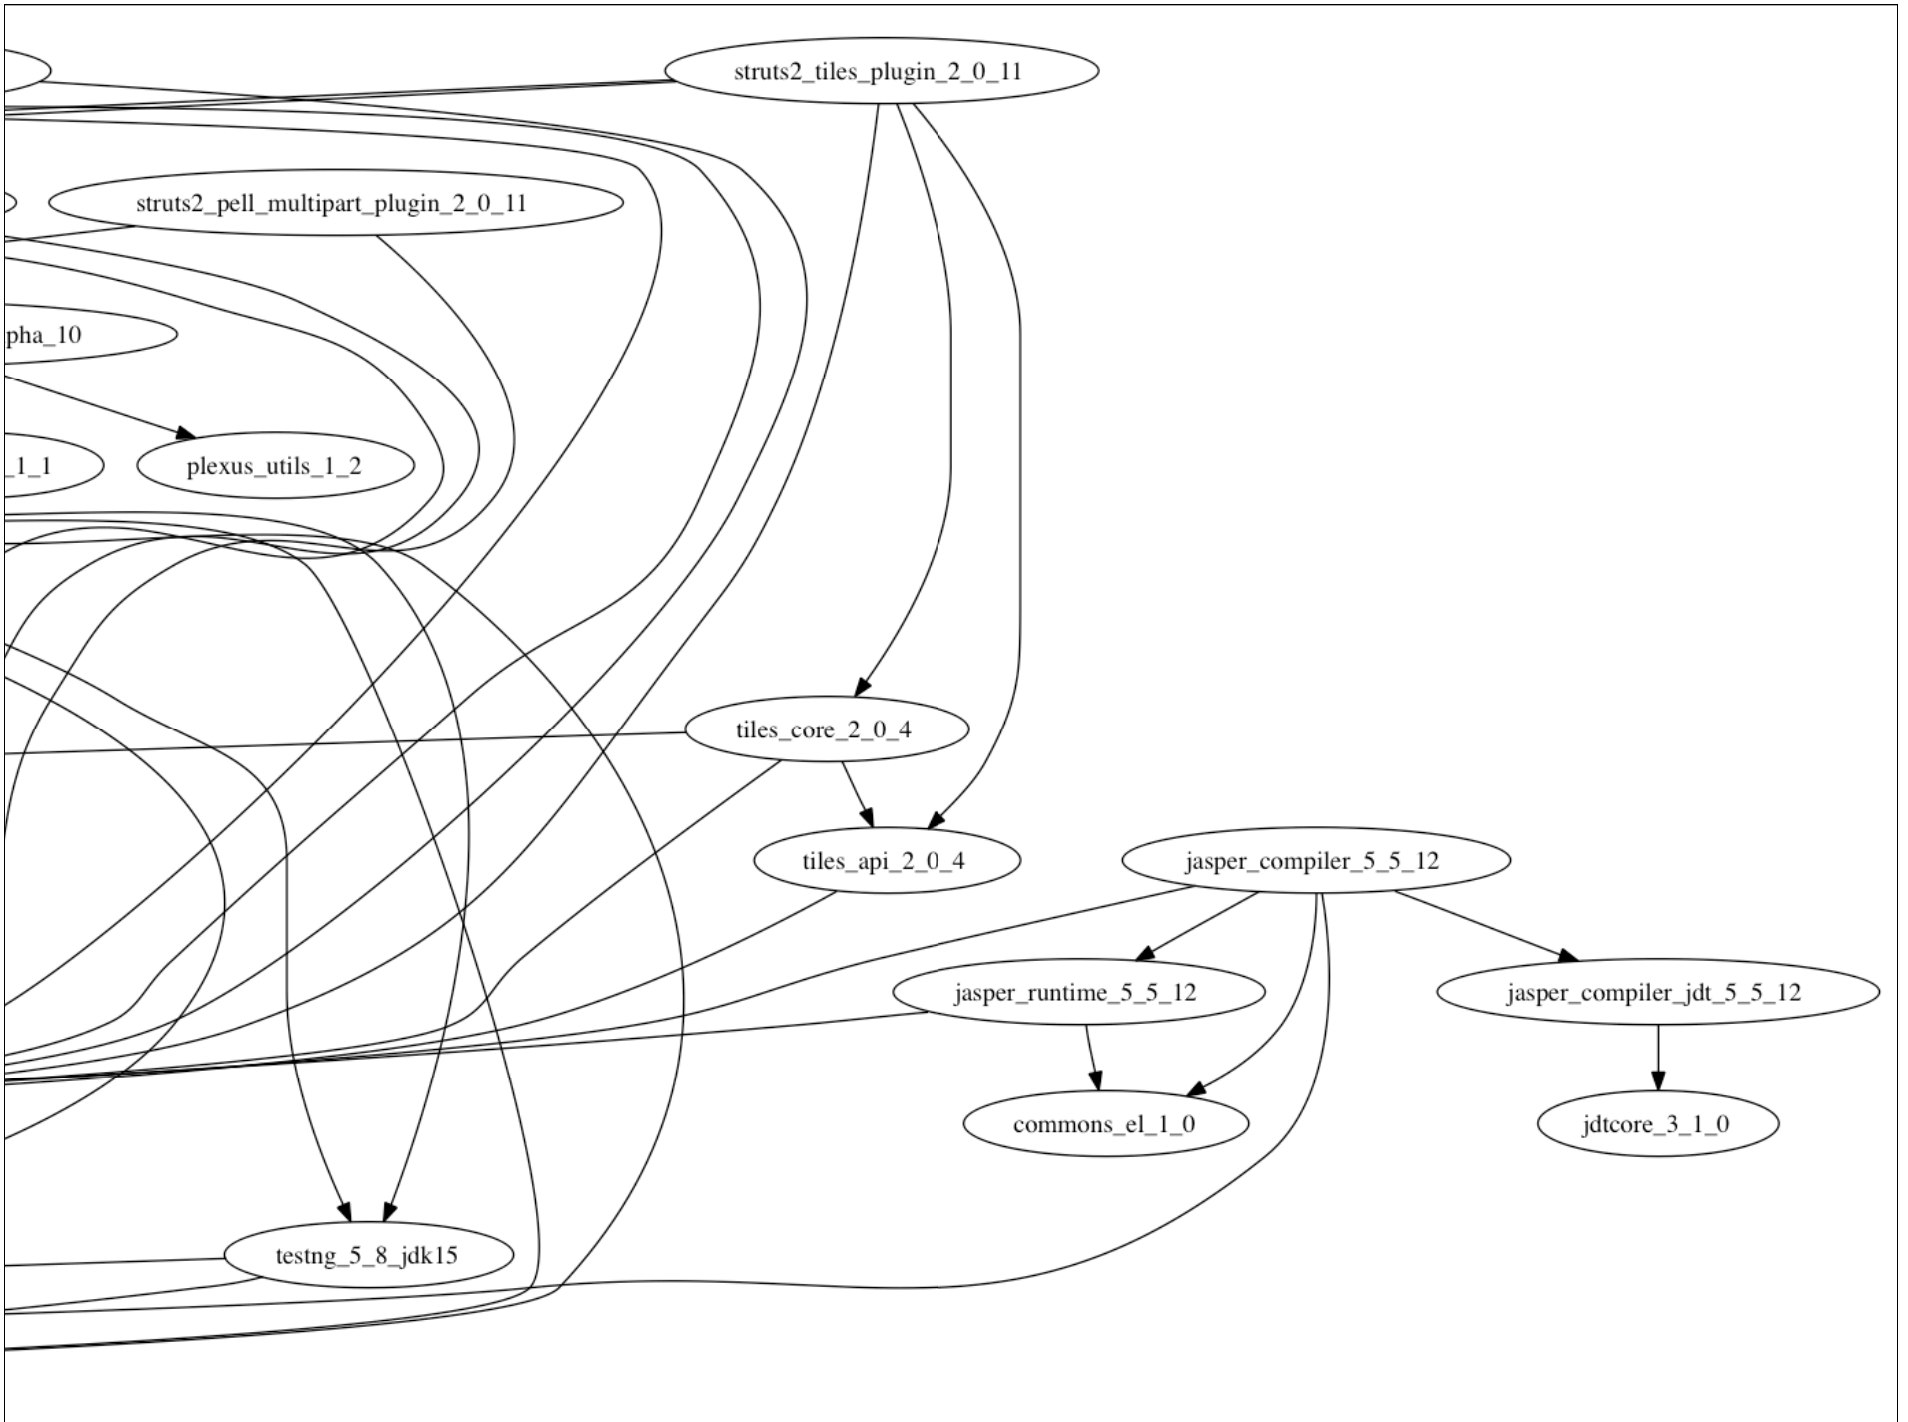 struts2_tiles_plugin_2_0_11
struts2_pell_multipart_plugin_2_0_11
pha_10
_1_1
plexus_utils_1_2
tiles_core_2_0_4
tiles_api_2_0_4
jasper_compiler_5_5_12
jasper_runtime_5_5_12
jasper_compiler_jdt_5_5_12
commons_el_1_0
jdtcore_3_1_0
testng_5_8_jdk15